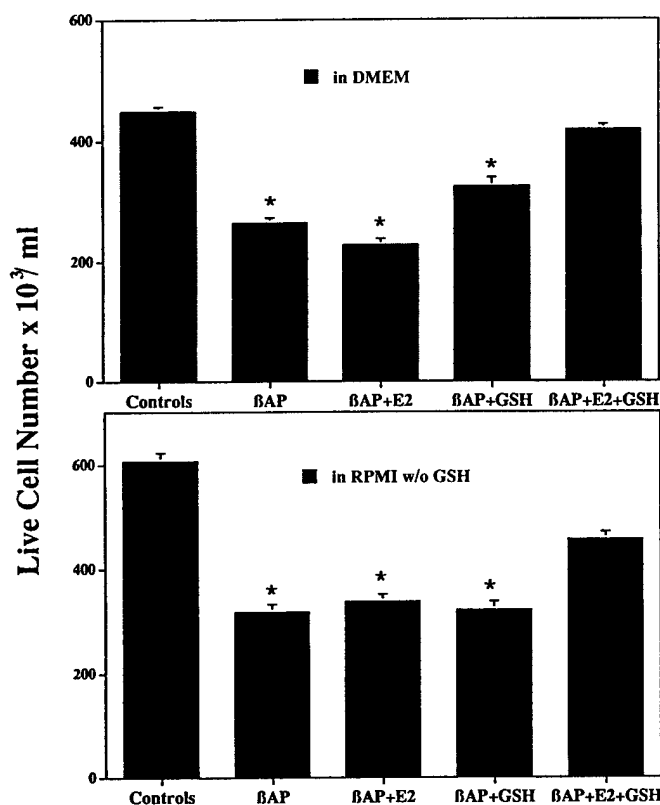 Live Cell Number x 10³/ ml
600
400
200
0
in DMEM
*
*
*
Controls ßAP ßAP+E2 ßAP+GSH ßAP+E2+GSH
600
400
200
0
in RPMI w/o GSH
*
*
*
Controls ßAP ßAP+E2 ßAP+GSH ßAP+E2+GSH